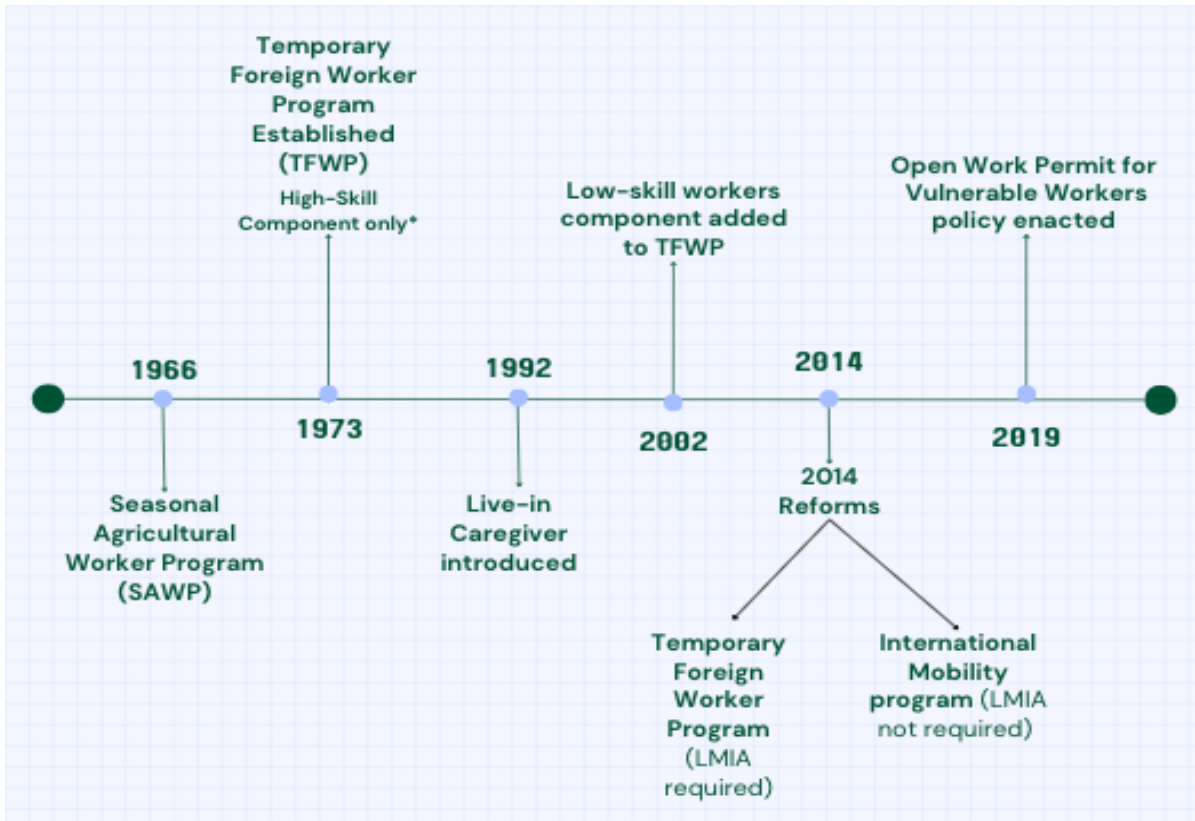 Temporary
Foreign Worker
Program
Established
(TFWP)
High-Skill
Component only*
Low-skill workers
component added
to TFWP
Open Work Permit for
Vulnerable Workers
policy enacted
1966
1973
1992
2002
2014
2019
Seasonal
Agricultural
Worker Program
(SAWP)
Live-in
Caregiver
introduced
2014
Reforms
Temporary
Foreign
Worker
Program
(LMIA
required)
International
Mobility
program (LMIA
not required)